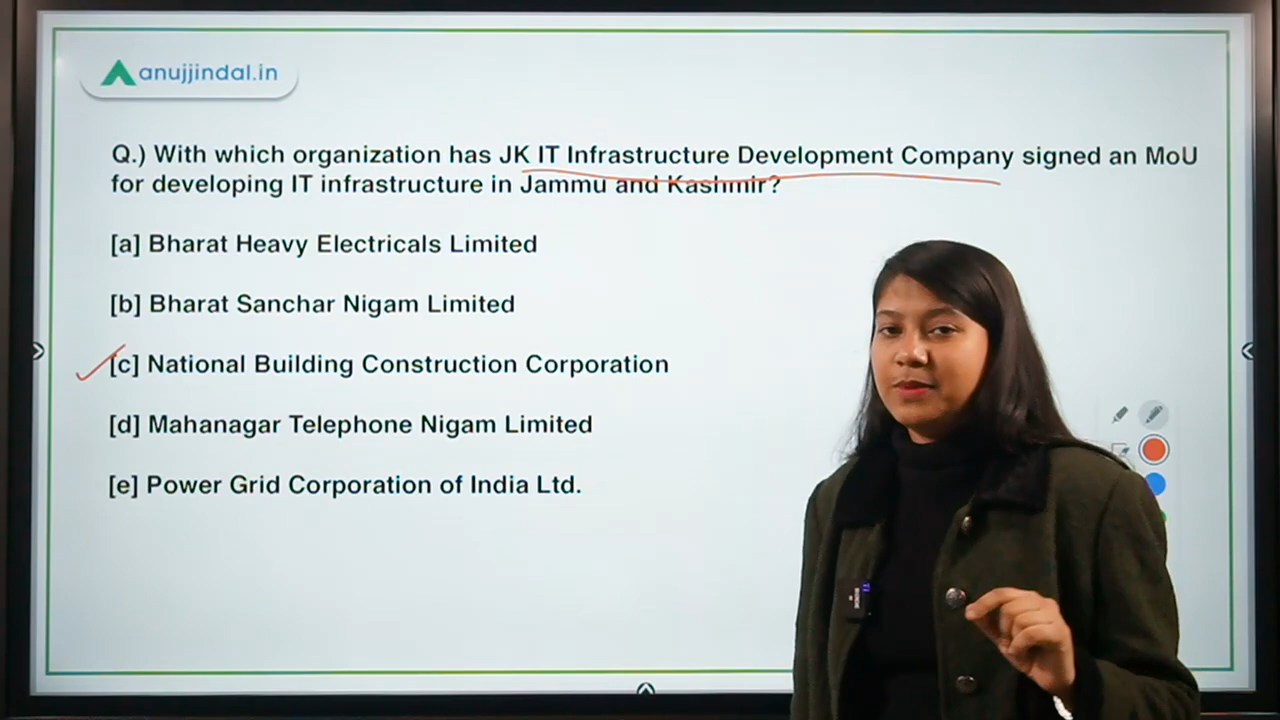 anujjindal.in
Q.) With which organization has JK IT Infrastructure Development Company signed an MoU
for developing IT infrastructure in Jammu and Kashmir?
[a] Bharat Heavy Electricals Limited
[b] Bharat Sanchar Nigam Limited
[c] National Building Construction Corporation
[d] Mahanagar Telephone Nigam Limited
[e] Power Grid Corporation of India Ltd.